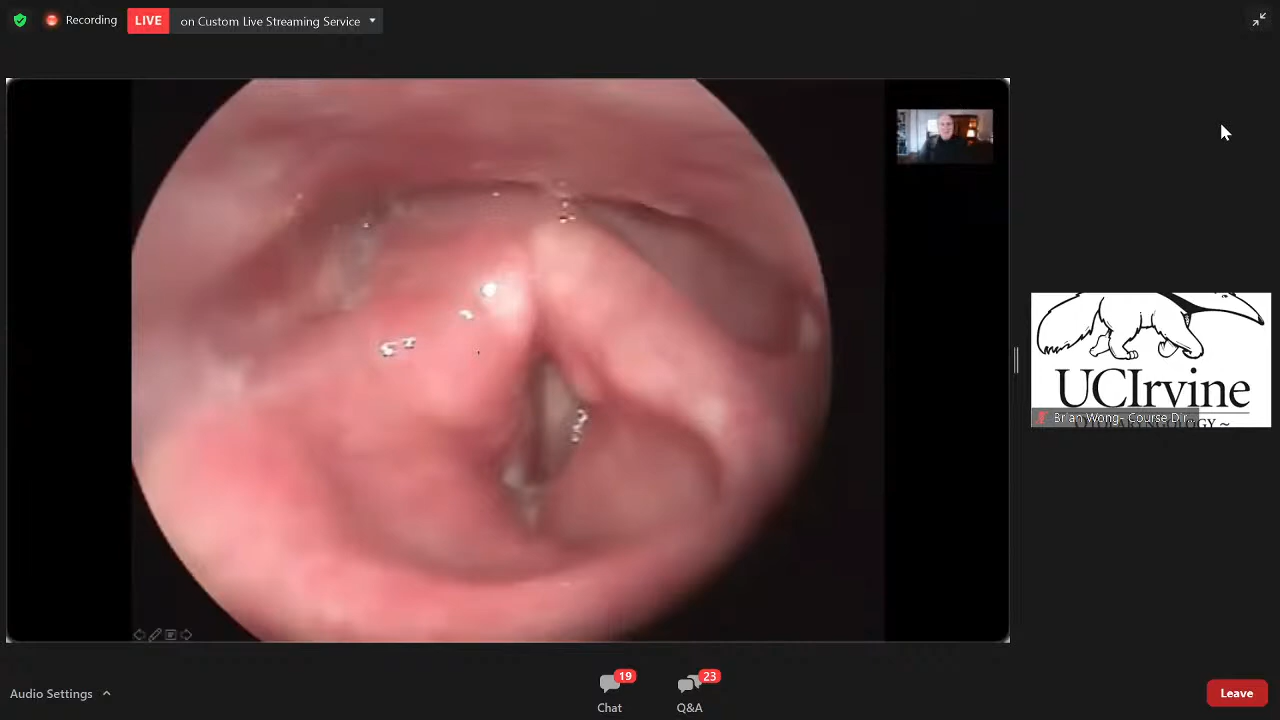 Recording
LIVE
on Custom Live Streaming Service
UCIrvine
Brian Wong- Course Dir...
Audio Settings
19
23
Chat
Q&A
Leave